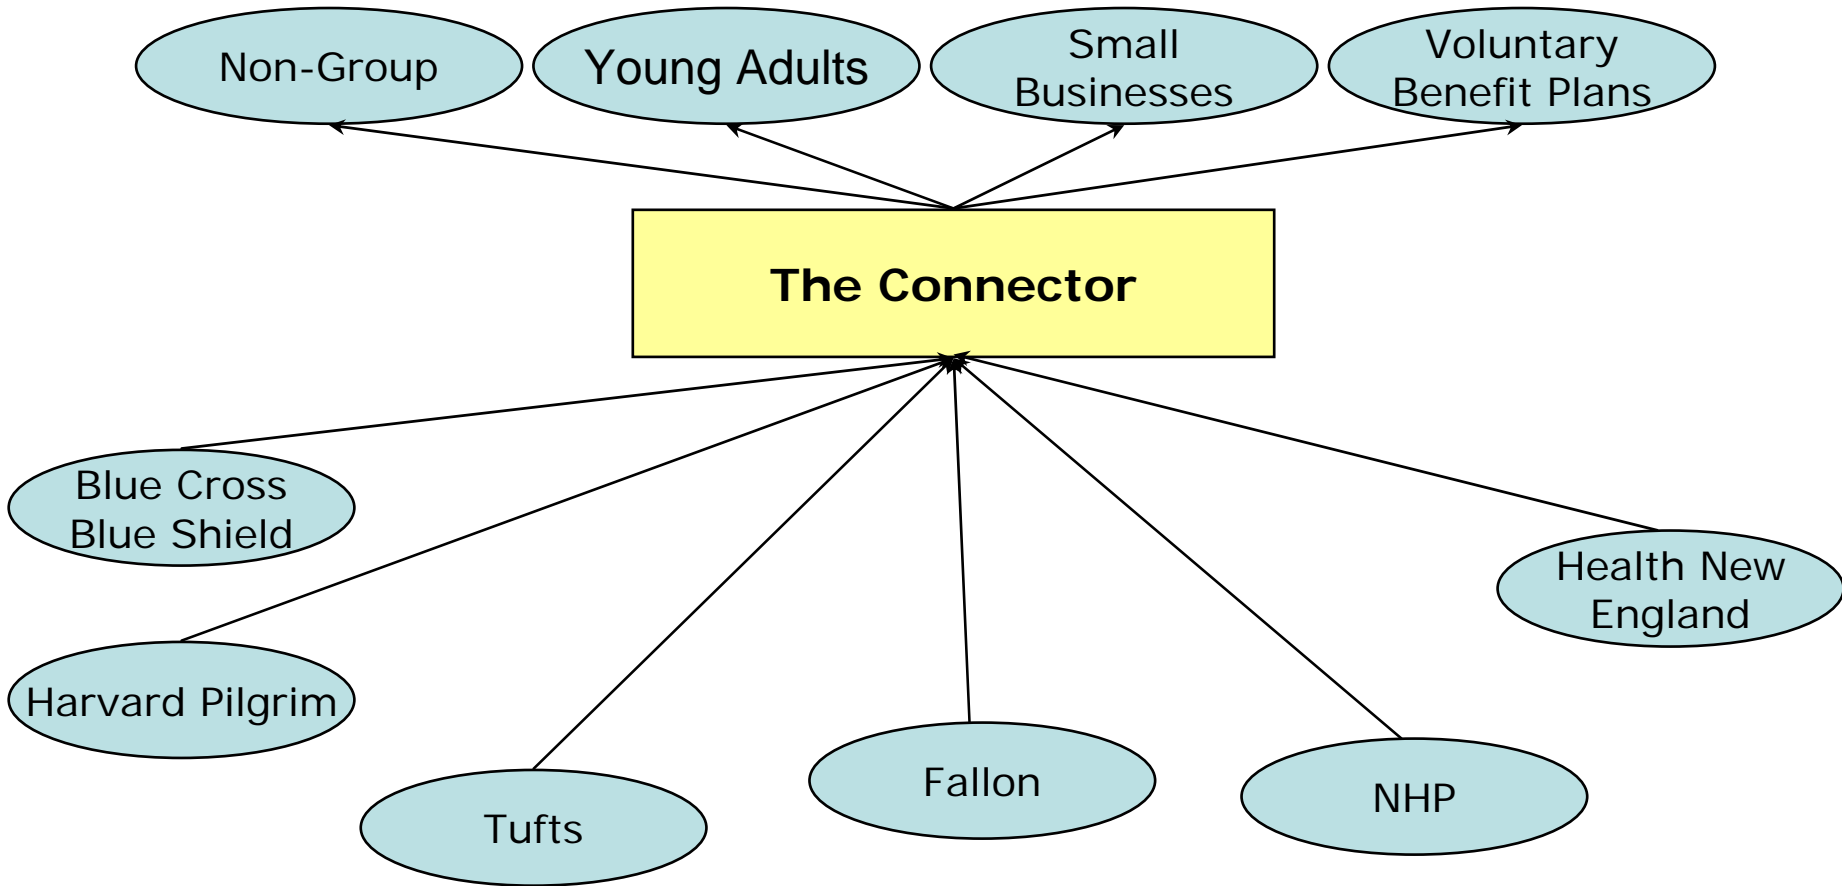 Non-Group
Young Adults
Small
Businesses
Voluntary
Benefit Plans
The Connector
Blue Cross
Blue Shield
Health New
England
Harvard Pilgrim
Fallon
NHP
Tufts